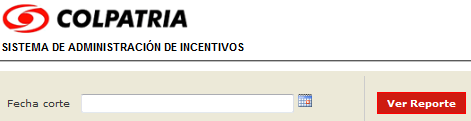 COLPATRIA
SISTEMA DE ADMINISTRACIÓN DE INCENTIVOS
Fecha corte
Ver Reporte